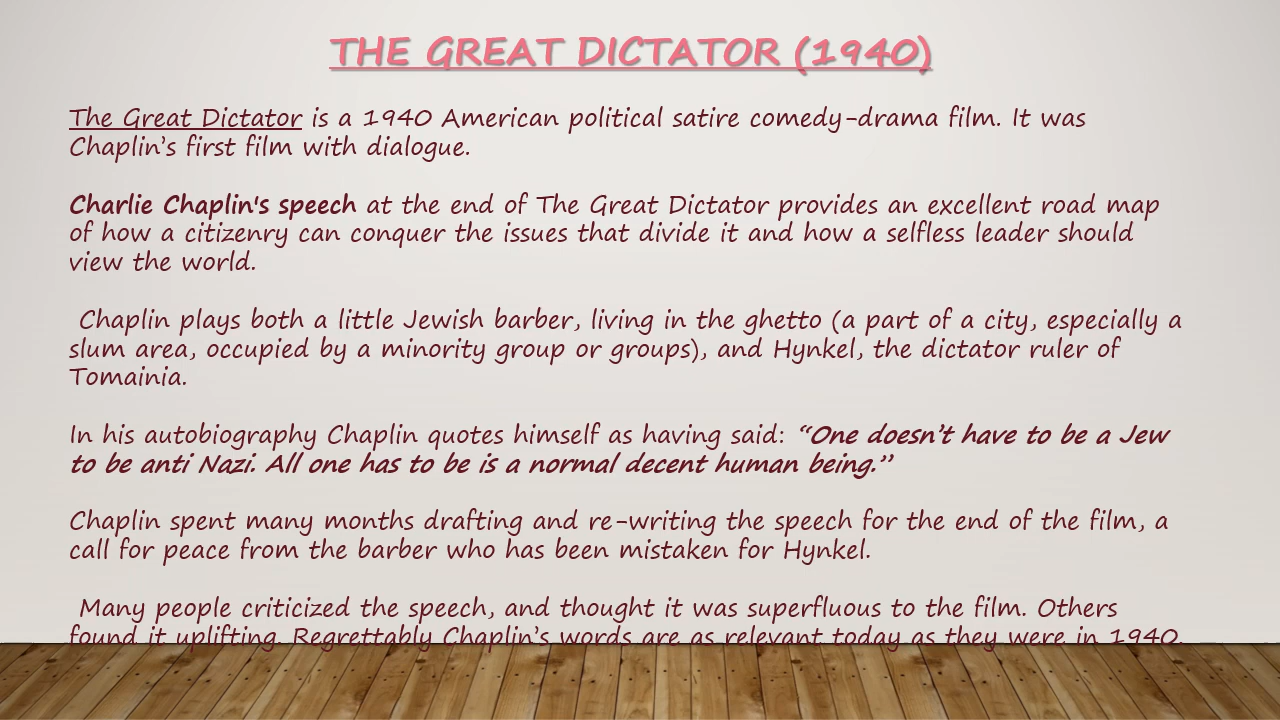 THE GREAT DICTATOR (1940)
The Great Dictator is a 1940 American political satire comedy-drama film. It was
Chaplin's first film with dialogue.
Charlie Chaplin's speech at the end of The Great Dictator provides an excellent road map
of how a citizenry can conquer the issues that divide it and how a selfless leader should
view the world.
Chaplin plays both a little Jewish barber, living in the ghetto (a part of a city, especially a
slum area, occupied by a minority group or groups), and Hynkel, the dictator ruler of
Tomainia.
In his autobiography Chaplin quotes himself as having said: “One doesn’t have to be a Jew
to be anti Nazi. All one has to be is a normal decent human being.”
Chaplin spent many months drafting and re-writing the speech for the end of the film, a
call for peace from the barber who has been mistaken for Hynkel.
Many people criticized the speech, and thought it was superfluous to the film. Others
found it uplifting. Regrettably Chaplin’s words are as relevant today as they were in 1940.